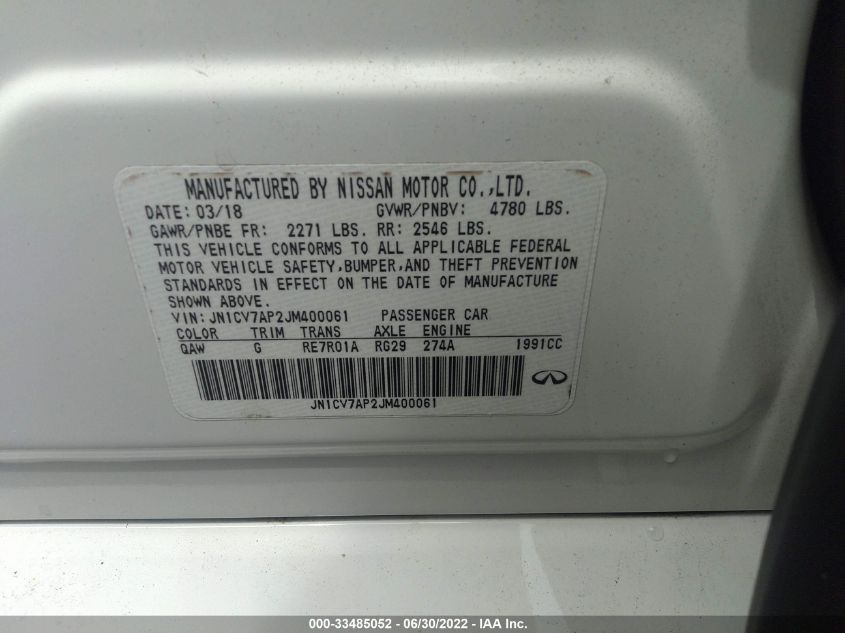 MANUFACTURED BY NISSAN MOTOR CO.,LTD.
DATE: 03/18 GVWR/PNBV: 4780 LBS.
GAWR/PNBE FR: 2271 LBS. RR: 2546 LBS.
THIS VEHICLE CONFORMS TO ALL APPLICABLE FEDERAL
MOTOR VEHICLE SAFETY,BUMPER,AND THEFT PREVENTION
STANDARDS IN EFFECT ON THE DATE OF MANUFACTURE
SHOWN ABOVE.
VIN: JN1CV7AP2JM400061 PASSENGER CAR
COLOR TRIM TRANS AXLE ENGINE
QAW G RE7R01A RG29 274A 1991CC
JN1CV7AP2JM400061
000-33485052 - 06/30/2022 - IAA Inc.